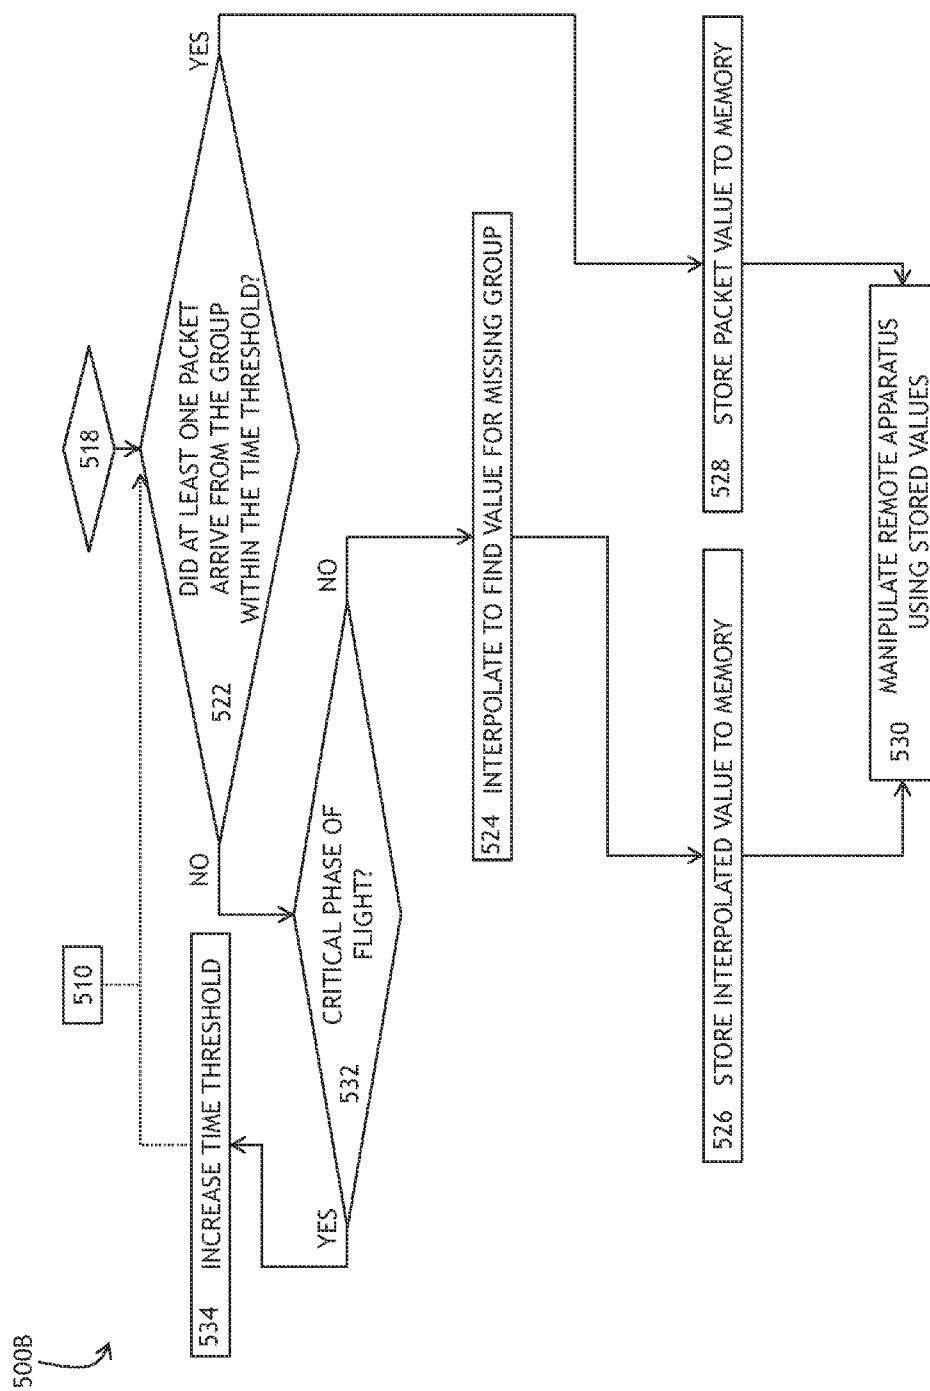 500B
518
510
DID AT LEAST ONE PACKET
ARRIVE FROM THE GROUP
WITHIN THE TIME THRESHOLD?
522
YES
NO
534 INCREASE TIME THRESHOLD
CRITICAL PHASE OF
FLIGHT?
532
YES
NO
524 INTERPOLATE TO FIND VALUE FOR MISSING GROUP
526 STORE INTERPOLATED VALUE TO MEMORY
528 STORE PACKET VALUE TO MEMORY
530 MANIPULATE REMOTE APPARATUS
USING STORED VALUES